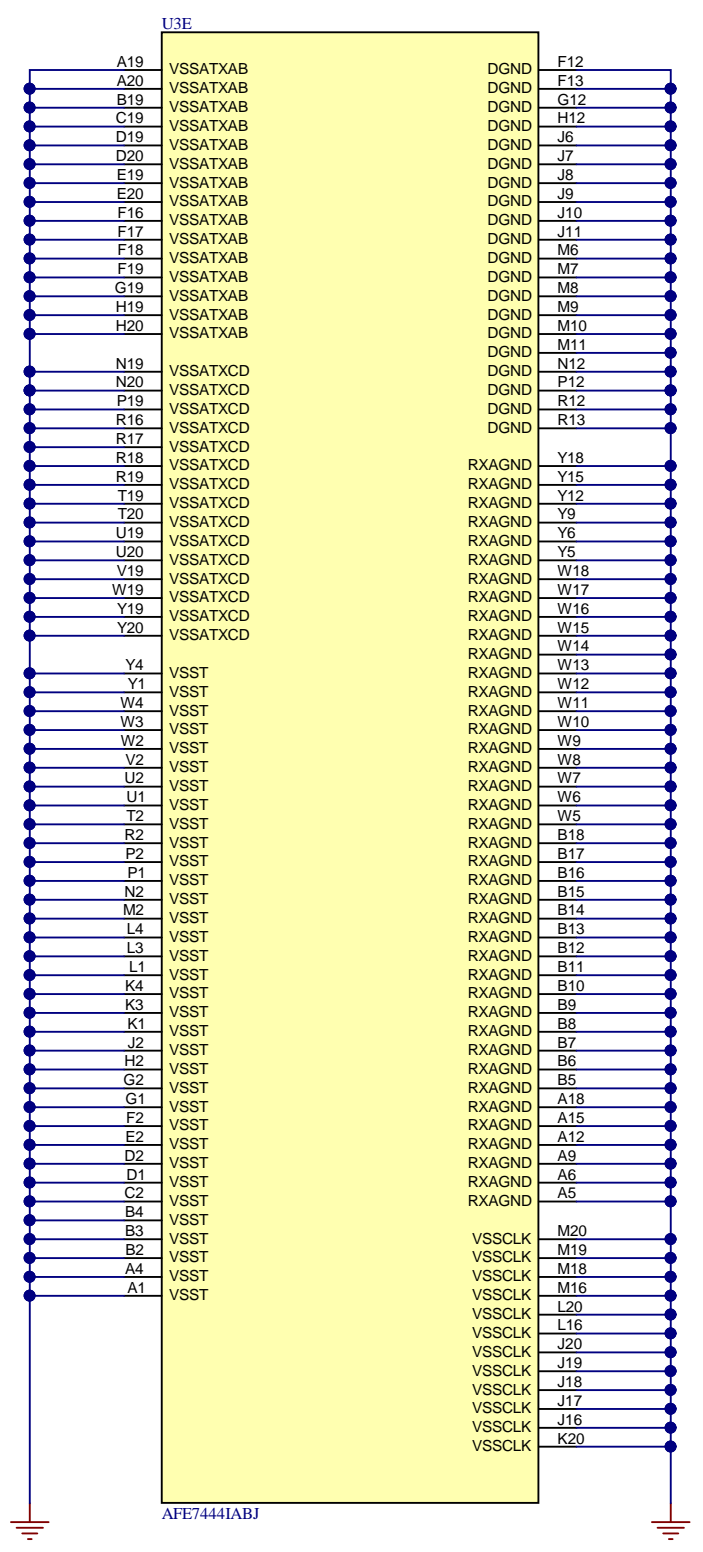 U3E
A19 VSSATXAB DGND F12
A20 VSSATXAB DGND F13
B19 VSSATXAB DGND G12
C19 VSSATXAB DGND H12
D19 VSSATXAB DGND J6
D20 VSSATXAB DGND J7
E19 VSSATXAB DGND J8
E20 VSSATXAB DGND J9
F16 VSSATXAB DGND J10
F17 VSSATXAB DGND J11
F18 VSSATXAB DGND M6
F19 VSSATXAB DGND M7
G19 VSSATXAB DGND M8
H19 VSSATXAB DGND M9
H20 VSSATXAB DGND M10
DGND M11
N19 VSSATXCD DGND N12
N20 VSSATXCD DGND P12
P19 VSSATXCD DGND R12
R16 VSSATXCD DGND R13
R17 VSSATXCD
R18 VSSATXCD RXAGND Y18
R19 VSSATXCD RXAGND Y15
T19 VSSATXCD RXAGND Y12
T20 VSSATXCD RXAGND Y9
U19 VSSATXCD RXAGND Y6
U20 VSSATXCD RXAGND Y5
V19 VSSATXCD RXAGND W18
W19 VSSATXCD RXAGND W17
Y19 VSSATXCD RXAGND W16
Y20 VSSATXCD RXAGND W15
RXAGND W14
Y4 VSST RXAGND W13
Y1 VSST RXAGND W12
W4 VSST RXAGND W11
W3 VSST RXAGND W10
W2 VSST RXAGND W9
V2 VSST RXAGND W8
U2 VSST RXAGND W7
U1 VSST RXAGND W6
T2 VSST RXAGND W5
R2 VSST RXAGND B18
P2 VSST RXAGND B17
P1 VSST RXAGND B16
N2 VSST RXAGND B15
M2 VSST RXAGND B14
L4 VSST RXAGND B13
L3 VSST RXAGND B12
L1 VSST RXAGND B11
K4 VSST RXAGND B10
K3 VSST RXAGND B9
K1 VSST RXAGND B8
J2 VSST RXAGND B7
H2 VSST RXAGND B6
G2 VSST RXAGND B5
G1 VSST RXAGND A18
F2 VSST RXAGND A15
E2 VSST RXAGND A12
D2 VSST RXAGND A9
D1 VSST RXAGND A6
C2 VSST RXAGND A5
B4 VSST
B3 VSST VSSCLK M20
B2 VSST VSSCLK M19
A4 VSST VSSCLK M18
A1 VSST VSSCLK M16
VSSCLK L20
VSSCLK L16
VSSCLK J20
VSSCLK J19
VSSCLK J18
VSSCLK J17
VSSCLK J16
VSSCLK K20
AFE7444IABJ